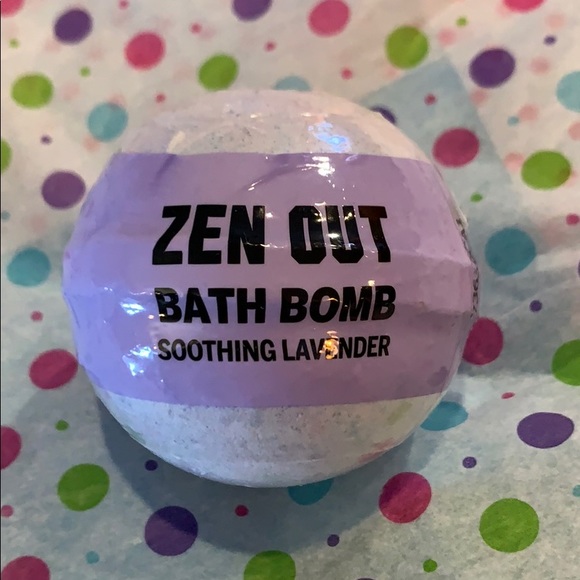 ZEN OUT
BATH BOMB
SOOTHING LAVENDER